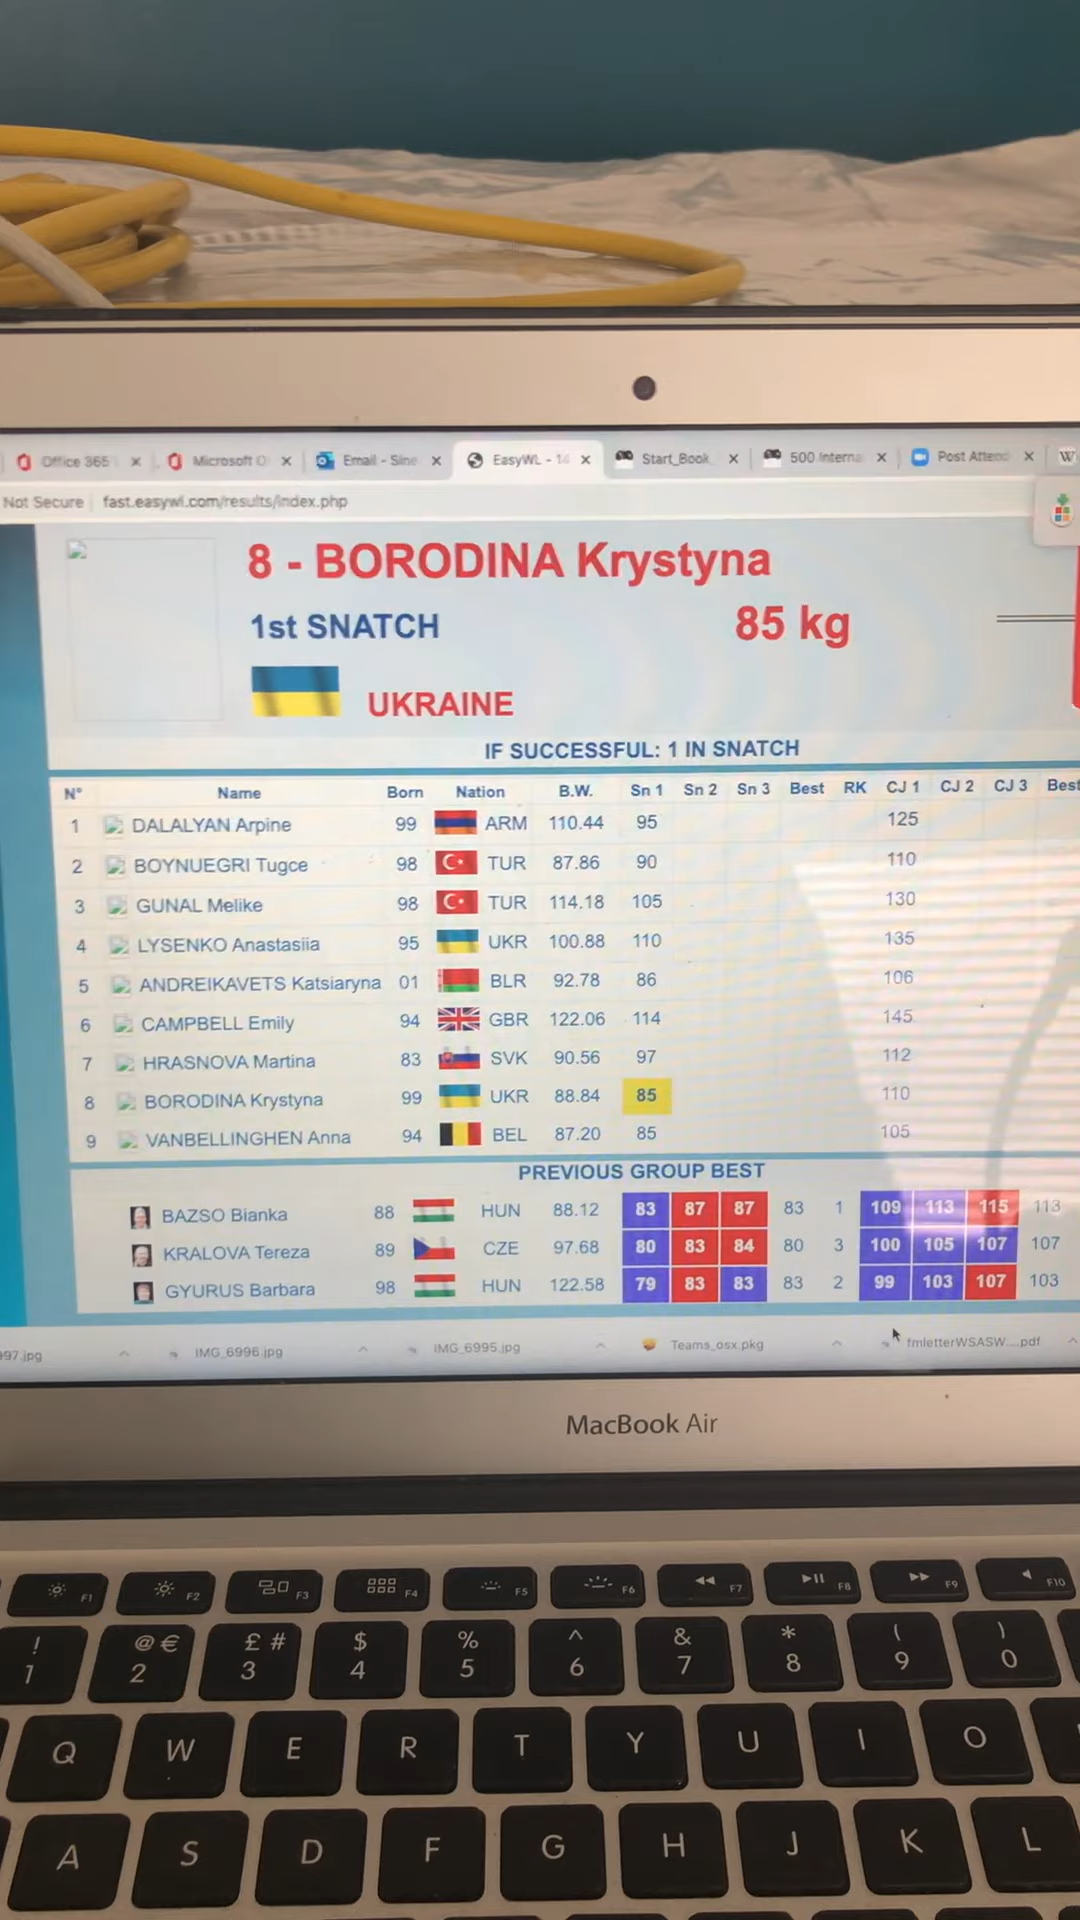 Office 365
Microsoft O
Email - Sine
EasyWL - 14
Start_Book
500 Interna
Post Attend
W
Not Secure fast.easywl.com/results/index.php
8 - BORODINA Krystyna
1st SNATCH 85 kg
UKRAINE
IF SUCCESSFUL: 1 IN SNATCH
N° Name Born Nation B.W. Sn 1 Sn 2 Sn 3 Best RK CJ 1 CJ 2 CJ 3 Best
1 DALALYAN Arpine 99 ARM 110.44 95 125
2 BOYNUEGRI Tugce 98 TUR 87.86 90 110
3 GUNAL Melike 98 TUR 114.18 105 130
4 LYSENKO Anastasiia 95 UKR 100.88 110 135
5 ANDREIKAVETS Katsiaryna 01 BLR 92.78 86 106
6 CAMPBELL Emily 94 GBR 122.06 114 145
7 HRASNOVA Martina 83 SVK 90.56 97 112
8 BORODINA Krystyna 99 UKR 88.84 85 110
9 VANBELLINGHEN Anna 94 BEL 87.20 85 105
PREVIOUS GROUP BEST
BAZSO Bianka 88 HUN 88.12 83 87 87 83 1 109 113 115 113
KRALOVA Tereza 89 CZE 97.68 80 83 84 80 3 100 105 107 107
GYURUS Barbara 98 HUN 122.58 79 83 83 83 2 99 103 107 103
997.jpg IMG_6996.jpg IMG_6995.jpg Teams_osx.pkg fmletterWSASW....pdf
MacBook Air
F1 F2 F3 F4 F5 F6 F7 F8 F9 F10
! @ € £ # $ % ^ & * ( )
1 2 3 4 5 6 7 8 9 0
Q W E R T Y U I O
A S D F G H J K L